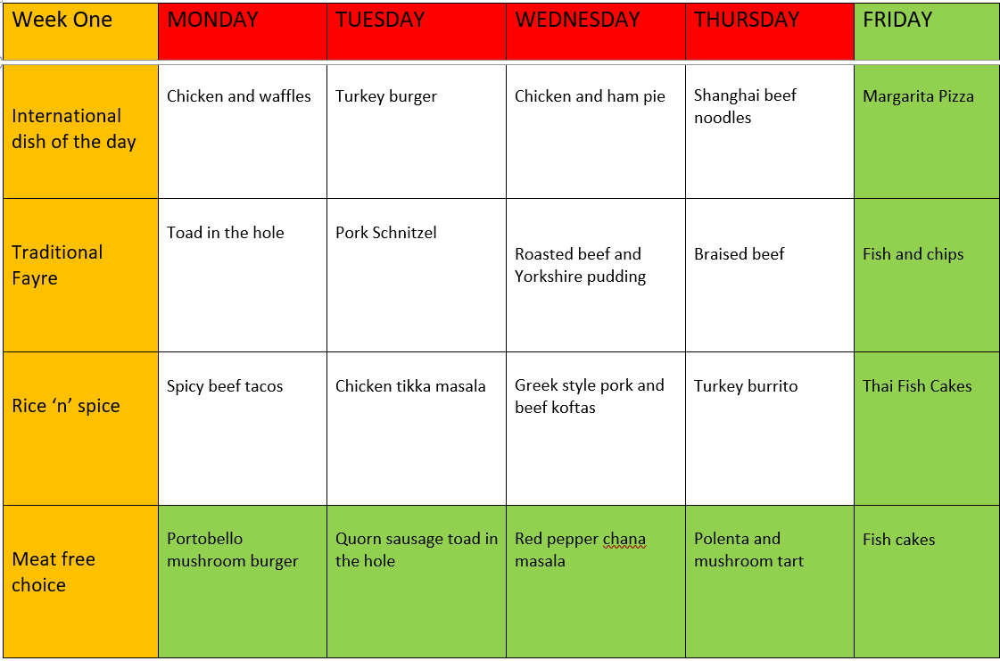 Week One
MONDAY
TUESDAY
WEDNESDAY
THURSDAY
FRIDAY
International
dish of the day
Chicken and waffles
Turkey burger
Chicken and ham pie
Shanghai beef
noodles
Margarita Pizza
Traditional
Fayre
Toad in the hole
Pork Schnitzel
Roasted beef and
Yorkshire pudding
Braised beef
Fish and chips
Rice ‘n’ spice
Spicy beef tacos
Chicken tikka masala
Greek style pork and
beef koftas
Turkey burrito
Thai Fish Cakes
Meat free
choice
Portobello
mushroom burger
Quorn sausage toad in
the hole
Red pepper chana
masala
Polenta and
mushroom tart
Fish cakes